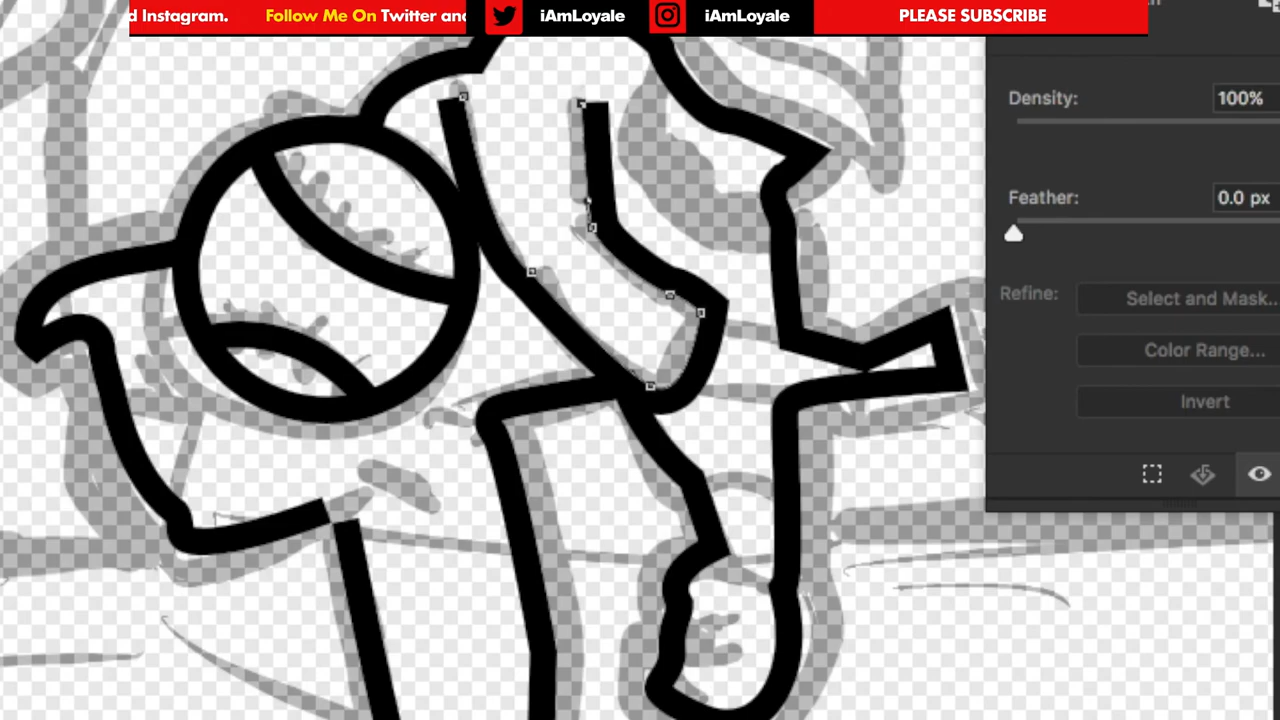 d Instagram. Follow Me On Twitter and iAmLoyale iAmLoyale PLEASE SUBSCRIBE
Density: 100%
Feather: 0.0 px
Refine: Select and Mask...
Color Range...
Invert